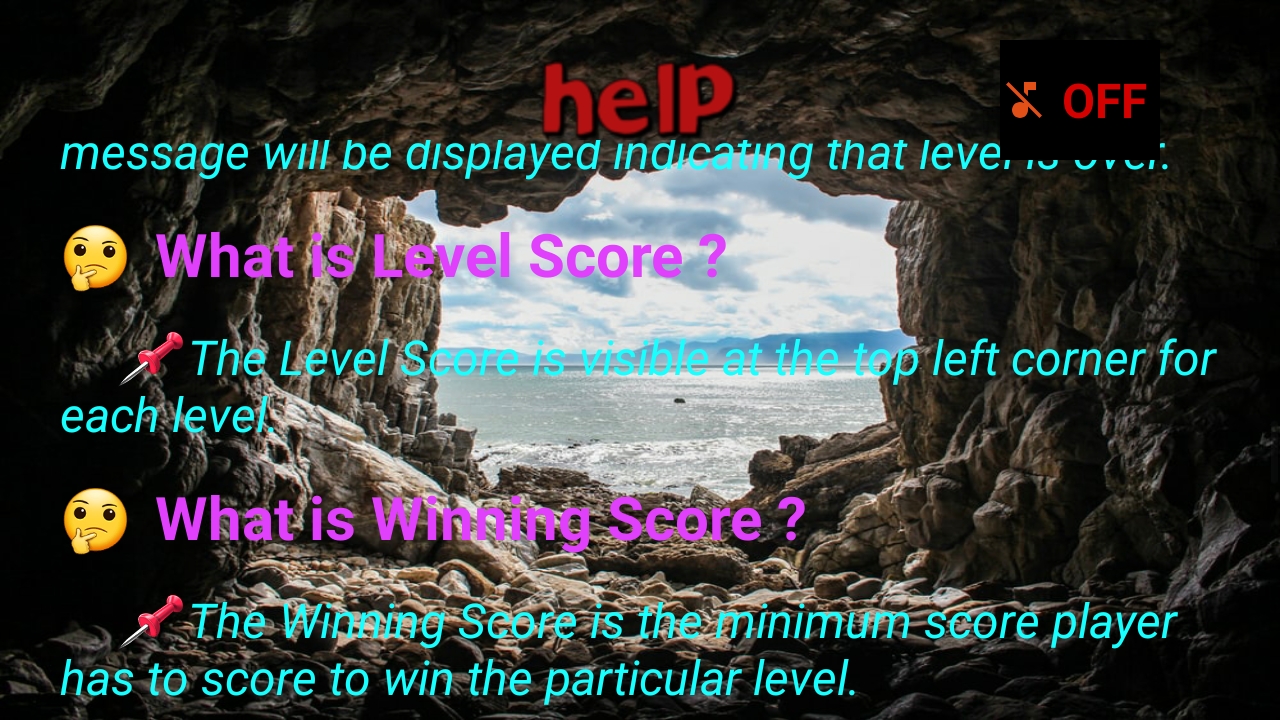 help
OFF
message will be displayed indicating that level is over.
🤔 What is Level Score ?
📌 The Level Score is visible at the top left corner for
each level.
🤔 What is Winning Score ?
📌 The Winning Score is the minimum score player
has to score to win the particular level.